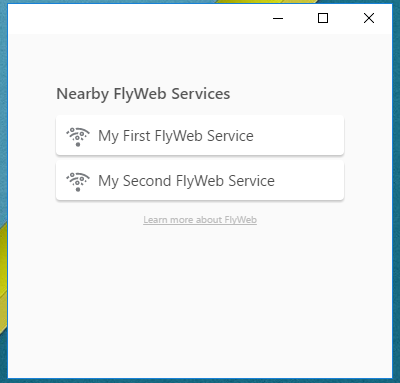 Nearby FlyWeb Services
My First FlyWeb Service
My Second FlyWeb Service
Learn more about FlyWeb